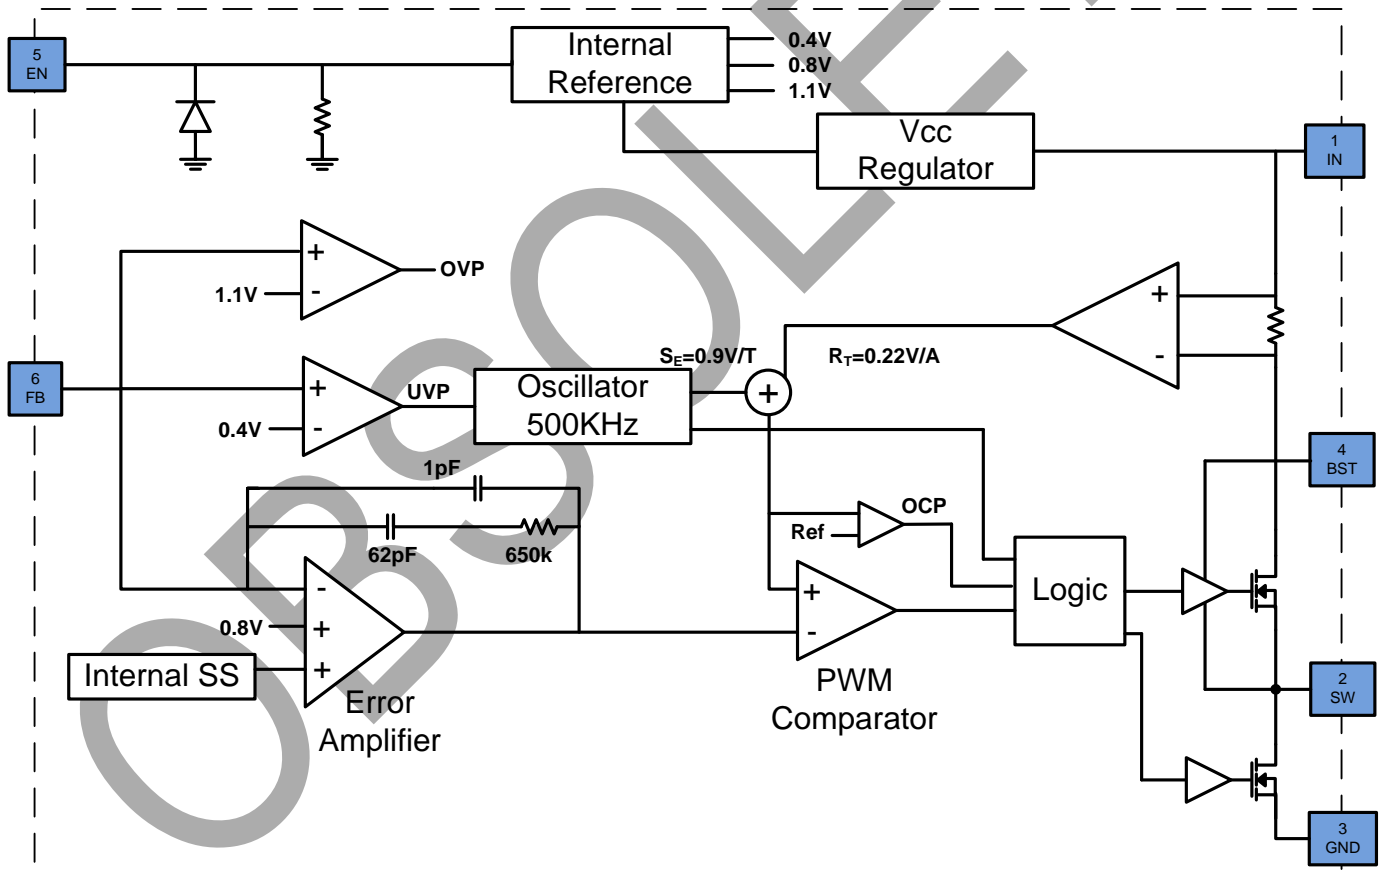 5
EN
Internal
Reference
0.4V
0.8V
1.1V
Vcc
Regulator
1
IN
+
-
1.1V
OVP
+
-
6
FB
+
-
0.4V
UVP
Oscillator
500KHz
SE=0.9V/T
+
RT=0.22V/A
4
BST
1pF
62pF
650k
Ref
OCP
Logic
-
+
+
0.8V
Internal SS
Error
Amplifier
+
-
PWM
Comparator
2
SW
3
GND
OBSOLE